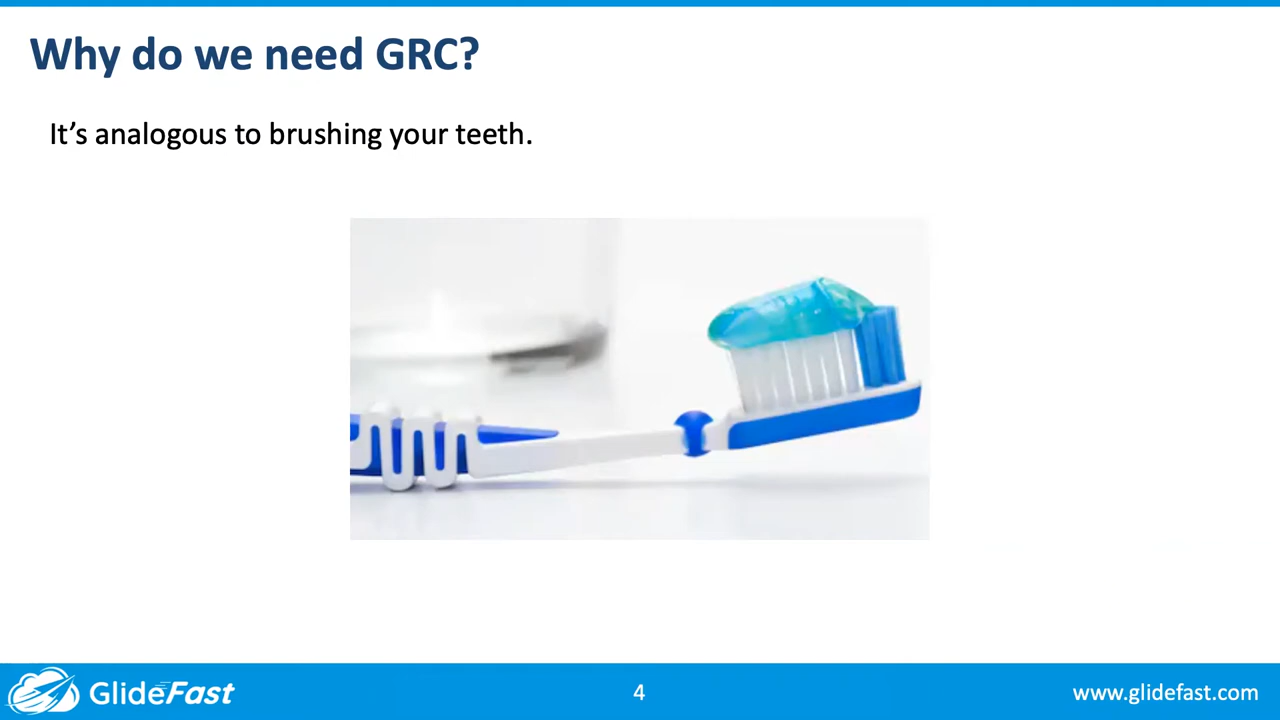 Why do we need GRC?
It’s analogous to brushing your teeth.
GlideFast
4
www.glidefast.com